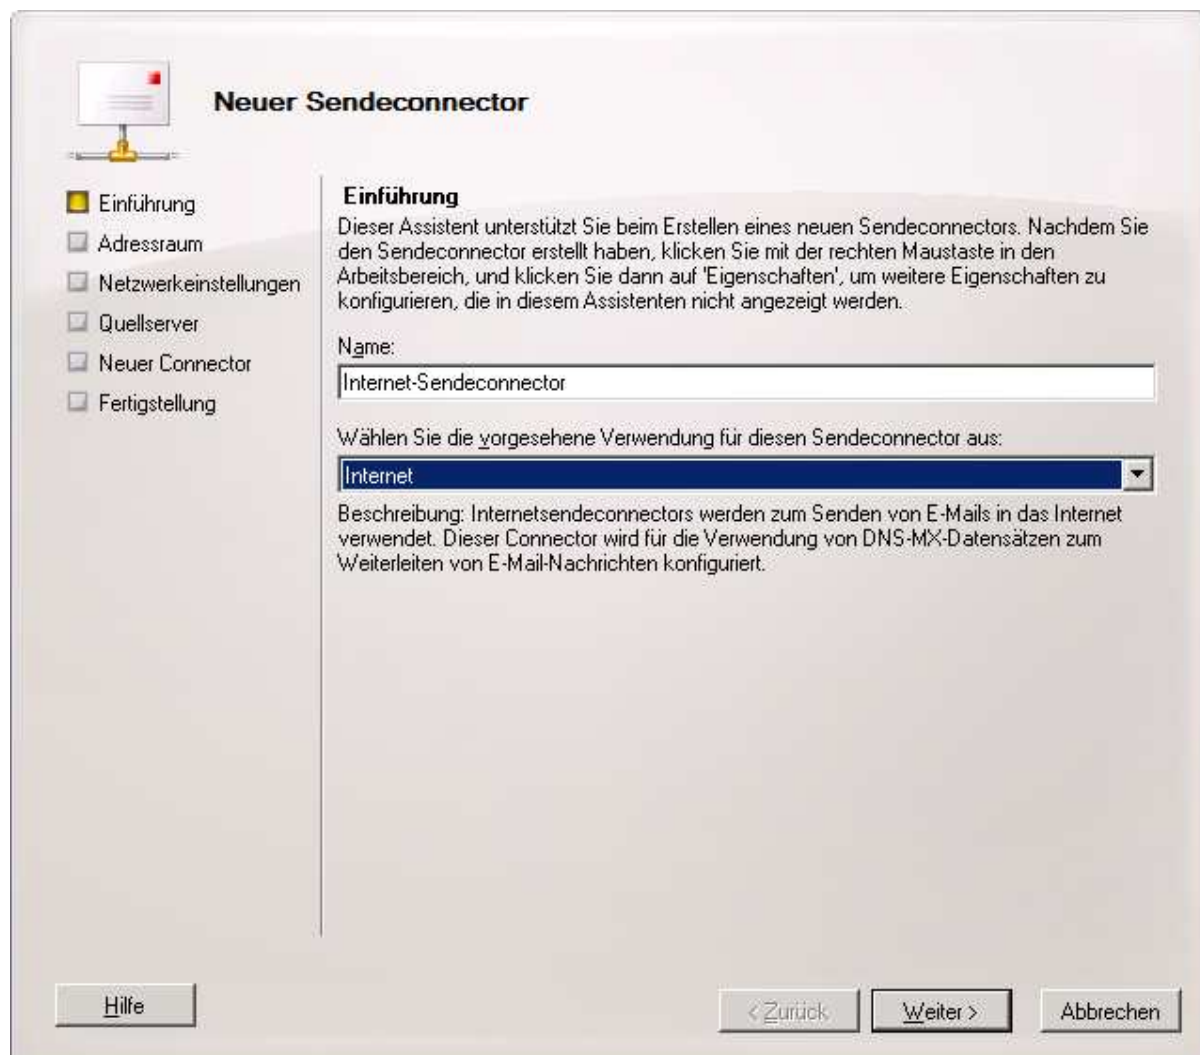 Neuer Sendeconnector
Einführung
Adressraum
Netzwerkeinstellungen
Quellserver
Neuer Connector
Fertigstellung
Einführung
Dieser Assistent unterstützt Sie beim Erstellen eines neuen Sendeconnectors. Nachdem Sie
den Sendeconnector erstellt haben, klicken Sie mit der rechten Maustaste in den
Arbeitsbereich, und klicken Sie dann auf 'Eigenschaften', um weitere Eigenschaften zu
konfigurieren, die in diesem Assistenten nicht angezeigt werden.
Name:
Internet-Sendeconnector
Wählen Sie die vorgesehene Verwendung für diesen Sendeconnector aus:
Internet
Beschreibung: Internetsendeconnectors werden zum Senden von E-Mails in das Internet
verwendet. Dieser Connector wird für die Verwendung von DNS-MX-Datensätzen zum
Weiterleiten von E-Mail-Nachrichten konfiguriert.
Hilfe
< Zurück
Weiter >
Abbrechen